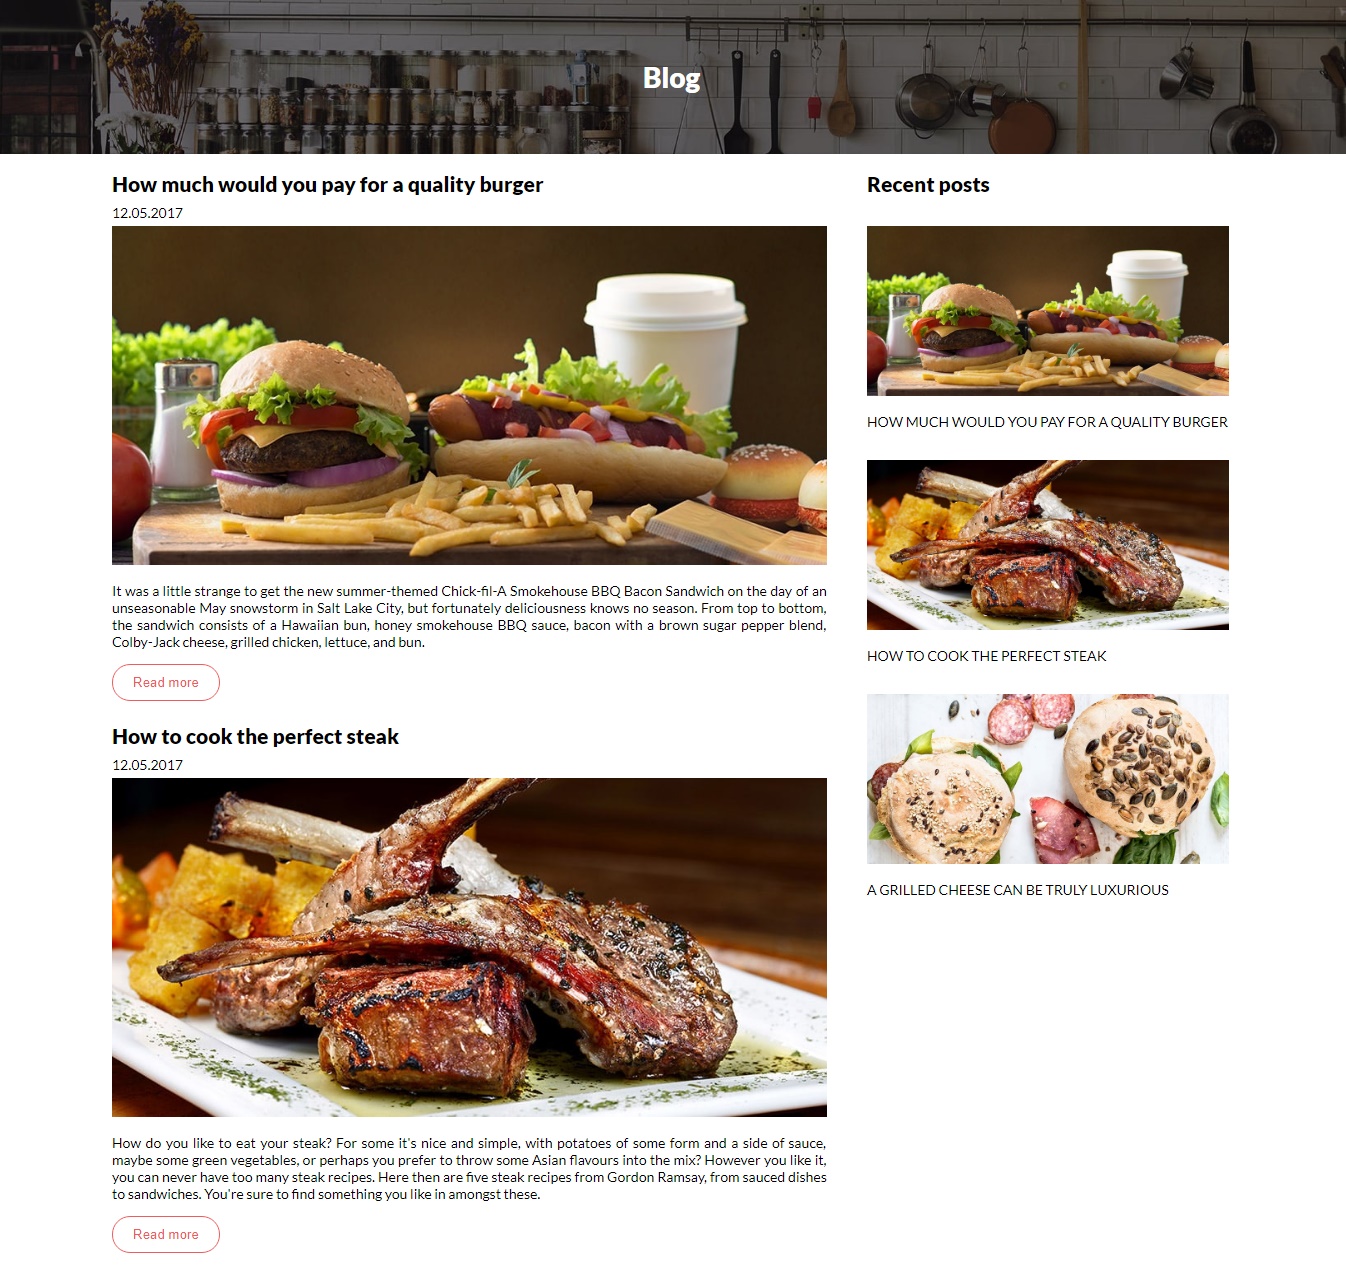 Blog
How much would you pay for a quality burger
12.05.2017
It was a little strange to get the new summer-themed Chick-fil-A Smokehouse BBQ Bacon Sandwich on the day of an
unseasonable May snowstorm in Salt Lake City, but fortunately deliciousness knows no season. From top to bottom,
the sandwich consists of a Hawaiian bun, honey smokehouse BBQ sauce, bacon with a brown sugar pepper blend,
Colby-Jack cheese, grilled chicken, lettuce, and bun.
Read more
How to cook the perfect steak
12.05.2017
How do you like to eat your steak? For some it's nice and simple, with potatoes of some form and a side of sauce,
maybe some green vegetables, or perhaps you prefer to throw some Asian flavours into the mix? However you like it,
you can never have too many steak recipes. Here then are five steak recipes from Gordon Ramsay, from sauced dishes
to sandwiches. You're sure to find something you like in amongst these.
Read more
Recent posts
HOW MUCH WOULD YOU PAY FOR A QUALITY BURGER
HOW TO COOK THE PERFECT STEAK
A GRILLED CHEESE CAN BE TRULY LUXURIOUS